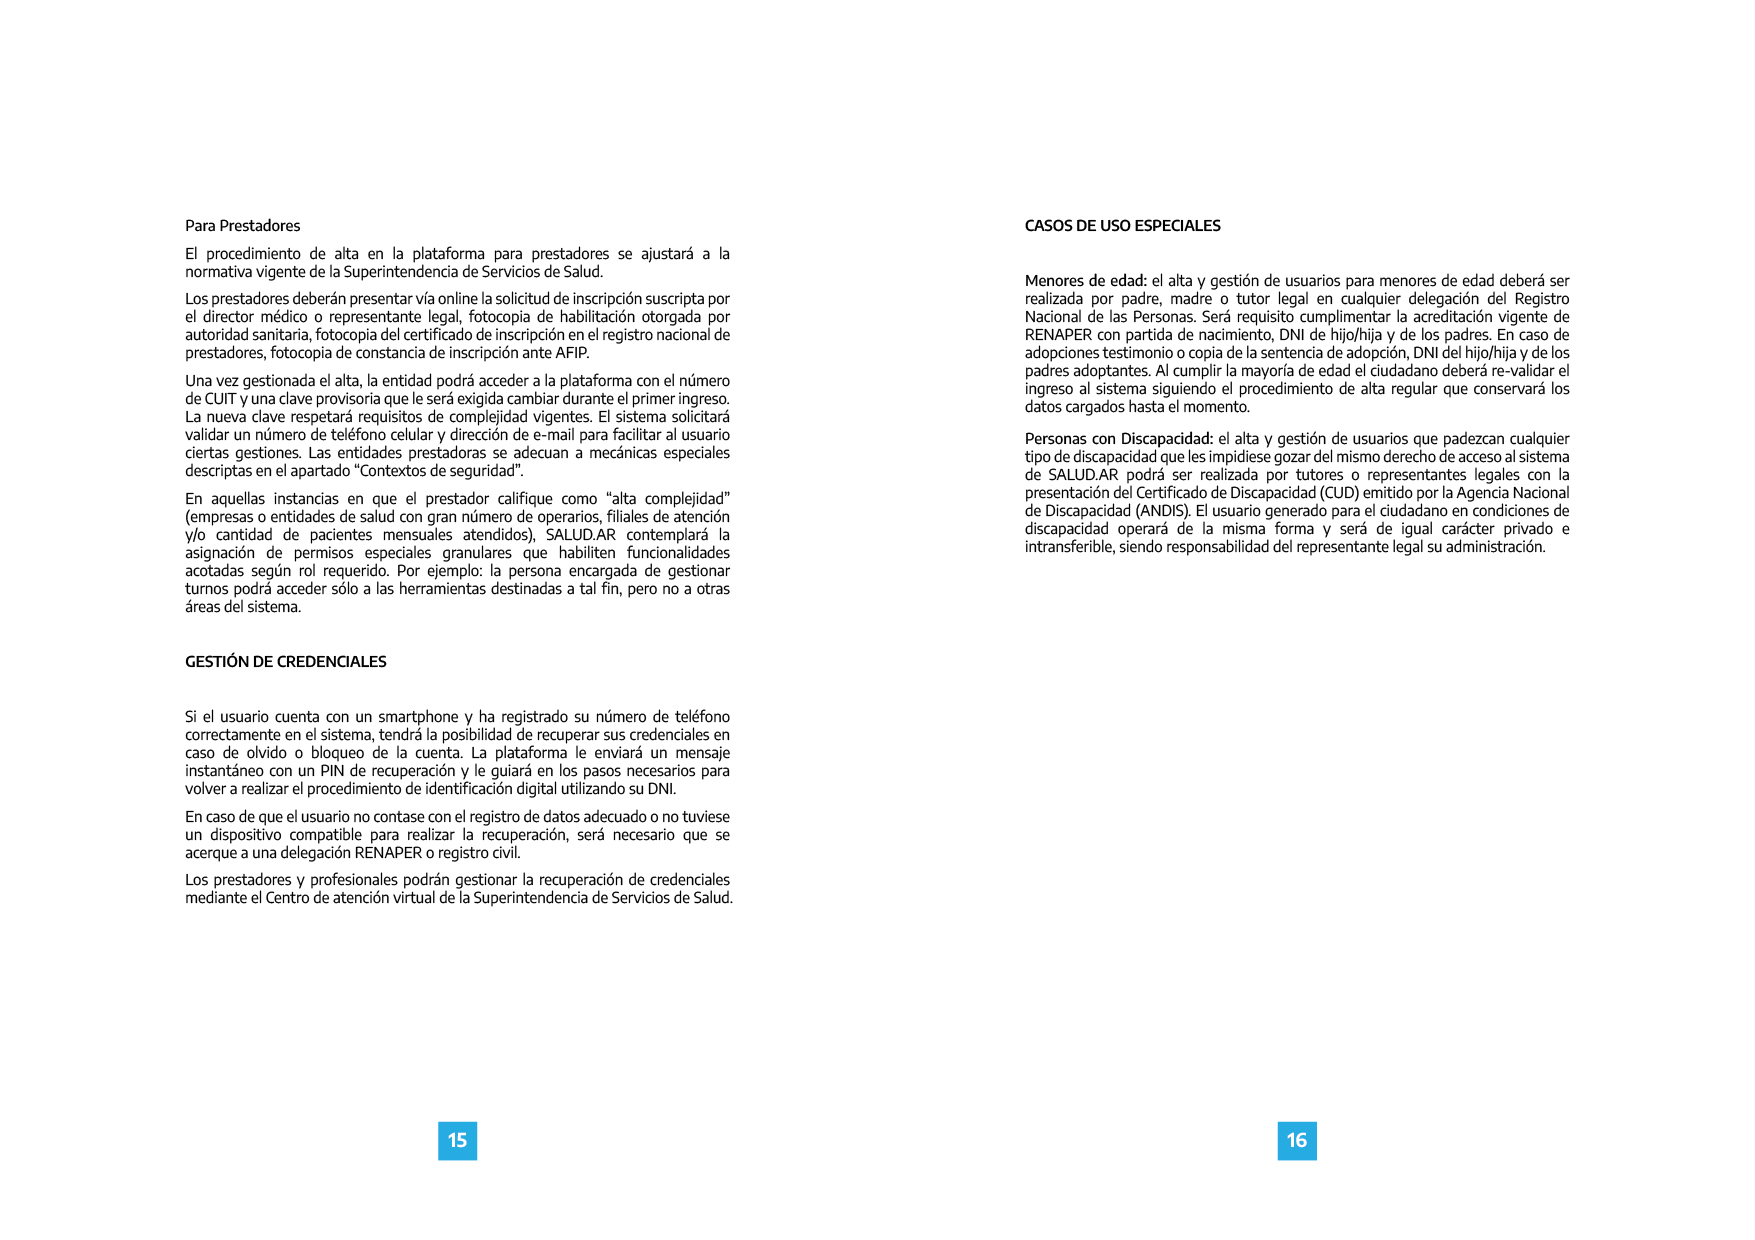 Para Prestadores
El procedimiento de alta en la plataforma para prestadores se ajustará a la
normativa vigente de la Superintendencia de Servicios de Salud.
Los prestadores deberán presentar vía online la solicitud de inscripción suscripta por
el director médico o representante legal, fotocopia de habilitación otorgada por
autoridad sanitaria, fotocopia del certificado de inscripción en el registro nacional de
prestadores, fotocopia de constancia de inscripción ante AFIP.
Una vez gestionada el alta, la entidad podrá acceder a la plataforma con el número
de CUIT y una clave provisoria que le será exigida cambiar durante el primer ingreso.
La nueva clave respetará requisitos de complejidad vigentes. El sistema solicitará
validar un número de teléfono celular y dirección de e-mail para facilitar al usuario
ciertas gestiones. Las entidades prestadoras se adecuan a mecánicas especiales
descriptas en el apartado “Contextos de seguridad”.
En aquellas instancias en que el prestador califique como “alta complejidad”
(empresas o entidades de salud con gran número de operarios, filiales de atención
y/o cantidad de pacientes mensuales atendidos), SALUD.AR contemplará la
asignación de permisos especiales granulares que habiliten funcionalidades
acotadas según rol requerido. Por ejemplo: la persona encargada de gestionar
turnos podrá acceder sólo a las herramientas destinadas a tal fin, pero no a otras
áreas del sistema.
GESTIÓN DE CREDENCIALES
Si el usuario cuenta con un smartphone y ha registrado su número de teléfono
correctamente en el sistema, tendrá la posibilidad de recuperar sus credenciales en
caso de olvido o bloqueo de la cuenta. La plataforma le enviará un mensaje
instantáneo con un PIN de recuperación y le guiará en los pasos necesarios para
volver a realizar el procedimiento de identificación digital utilizando su DNI.
En caso de que el usuario no contase con el registro de datos adecuado o no tuviese
un dispositivo compatible para realizar la recuperación, será necesario que se
acerque a una delegación RENAPER o registro civil.
Los prestadores y profesionales podrán gestionar la recuperación de credenciales
mediante el Centro de atención virtual de la Superintendencia de Servicios de Salud.
15
CASOS DE USO ESPECIALES
Menores de edad: el alta y gestión de usuarios para menores de edad deberá ser
realizada por padre, madre o tutor legal en cualquier delegación del Registro
Nacional de las Personas. Será requisito cumplimentar la acreditación vigente de
RENAPER con partida de nacimiento, DNI de hijo/hija y de los padres. En caso de
adopciones testimonio o copia de la sentencia de adopción, DNI del hijo/hija y de los
padres adoptantes. Al cumplir la mayoría de edad el ciudadano deberá re-validar el
ingreso al sistema siguiendo el procedimiento de alta regular que conservará los
datos cargados hasta el momento.
Personas con Discapacidad: el alta y gestión de usuarios que padezcan cualquier
tipo de discapacidad que les impidiese gozar del mismo derecho de acceso al sistema
de SALUD.AR podrá ser realizada por tutores o representantes legales con la
presentación del Certificado de Discapacidad (CUD) emitido por la Agencia Nacional
de Discapacidad (ANDIS). El usuario generado para el ciudadano en condiciones de
discapacidad operará de la misma forma y será de igual carácter privado e
intransferible, siendo responsabilidad del representante legal su administración.
16